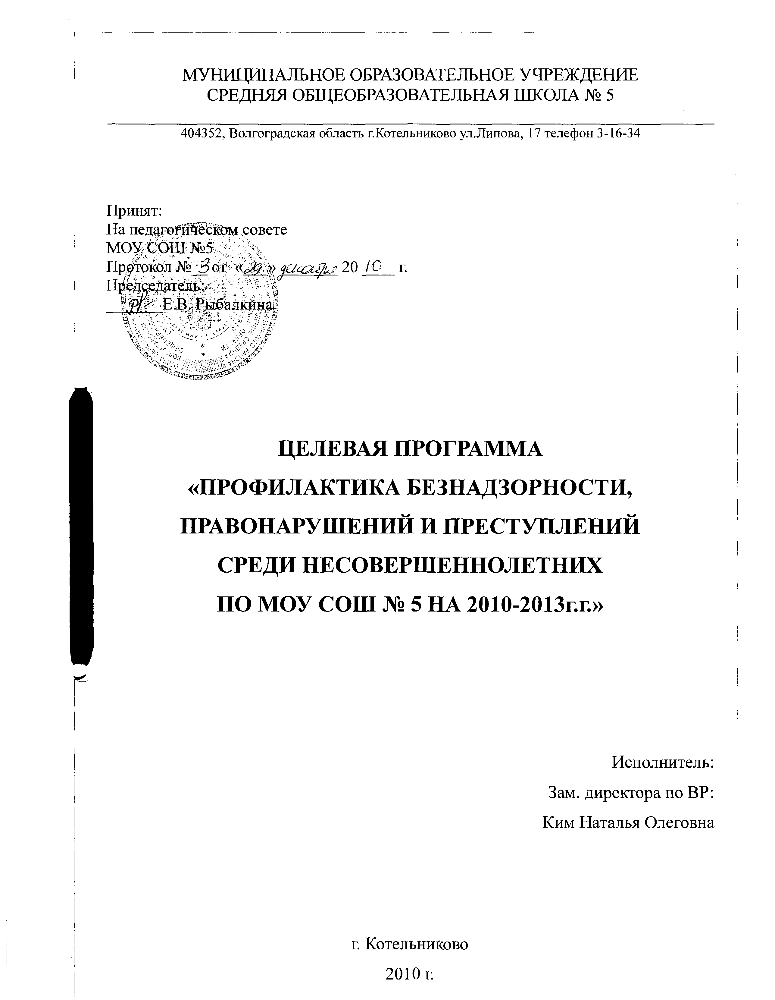 МУНИЦИПАЛЬНОЕ ОБРАЗОВАТЕЛЬНОЕ УЧРЕЖДЕНИЕ
СРЕДНЯЯ ОБЩЕОБРАЗОВАТЕЛЬНАЯ ШКОЛА № 5
404352, Волгоградская область г.Котельниково ул.Липова, 17 телефон 3-16-34
Принят:
На педагогическом совете
МОУ СОШ №5
Протокол № 3 от «29» декабря 20 10 г.
Председатель:
Е.В. Рыбалкина
ЦЕЛЕВАЯ ПРОГРАММА
«ПРОФИЛАКТИКА БЕЗНАДЗОРНОСТИ,
ПРАВОНАРУШЕНИЙ И ПРЕСТУПЛЕНИЙ
СРЕДИ НЕСОВЕРШЕННОЛЕТНИХ
ПО МОУ СОШ № 5 НА 2010-2013г.г.»
Исполнитель:
Зам. директора по ВР:
Ким Наталья Олеговна
г. Котельниково
2010 г.